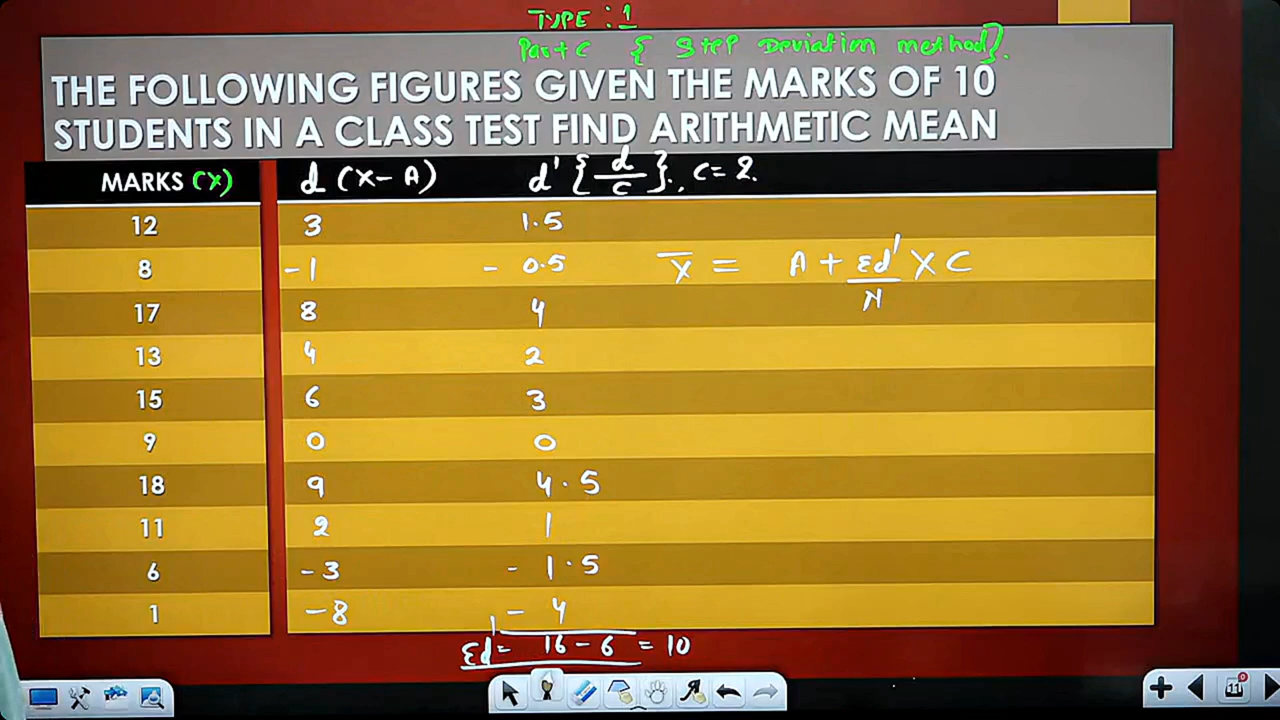 TYPE : 1
Part C { Step Deviation method }.
THE FOLLOWING FIGURES GIVEN THE MARKS OF 10
STUDENTS IN A CLASS TEST FIND ARITHMETIC MEAN
MARKS (X) d (X-A) d' { d/c }., C=2.
12 3 1.5
8 -1 - 0.5 X̅ = A + Σd'/N X C
17 8 4
13 4 2
15 6 3
9 0 0
18 9 4.5
11 2 1
6 -3 - 1.5
1 -8 - 4
Σd' = 16 - 6 = 10
11 0